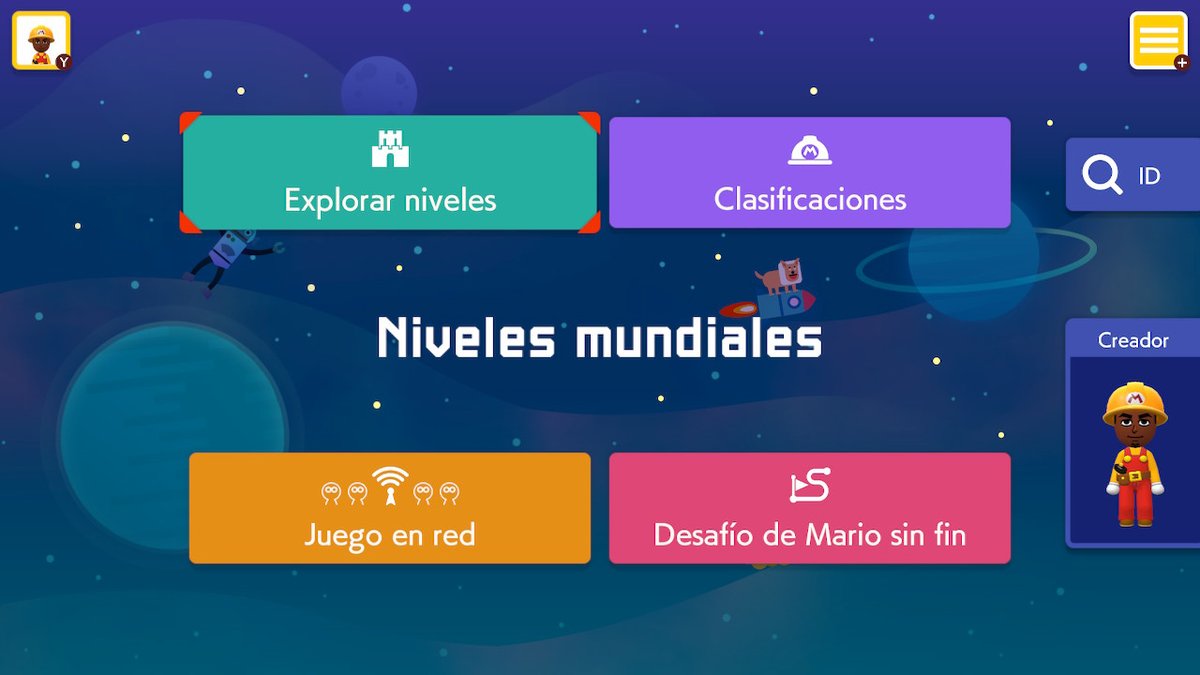 Y
+
Explorar niveles
M
Clasificaciones
ID
Niveles mundiales
Creador
M
Juego en red
Desafío de Mario sin fin